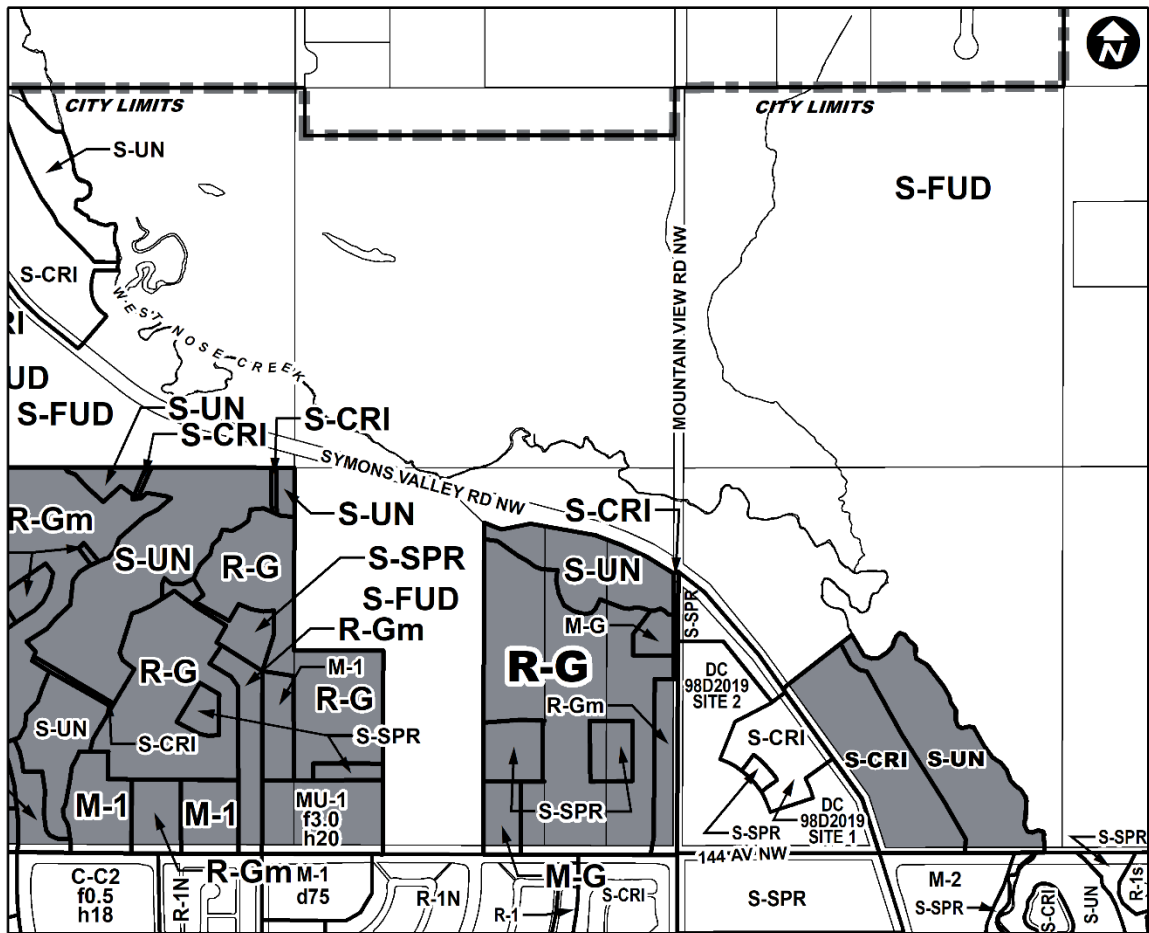 N
CITY LIMITS
CITY LIMITS
S-UN
S-FUD
S-CRI
MOUNTAIN VIEW RD NW
WEST NOSE CREEK
RI
UD
S-FUD
S-UN
S-CRI
S-CRI
SYMONS VALLEY RD NW
S-UN
S-CRI
R-Gm
S-UN
R-G
S-SPR
S-UN
S-FUD
M-G
S-SPR
R-Gm
R-G
M-1
R-G
R-G
DC
98D2019
SITE 2
R-Gm
S-UN
S-CRI
S-SPR
S-CRI
S-CRI
S-UN
M-1
M-1
MU-1
f3.0
h20
S-SPR
DC
98D2019
SITE 1
S-SPR
144 AV NW
S-SPR
R-Gm
M-G
C-C2
f0.5
h18
R-1N
M-1
d75
R-1N
R-1
S-CRI
S-SPR
M-2
S-SPR
S-CRI
S-UN
R-1s